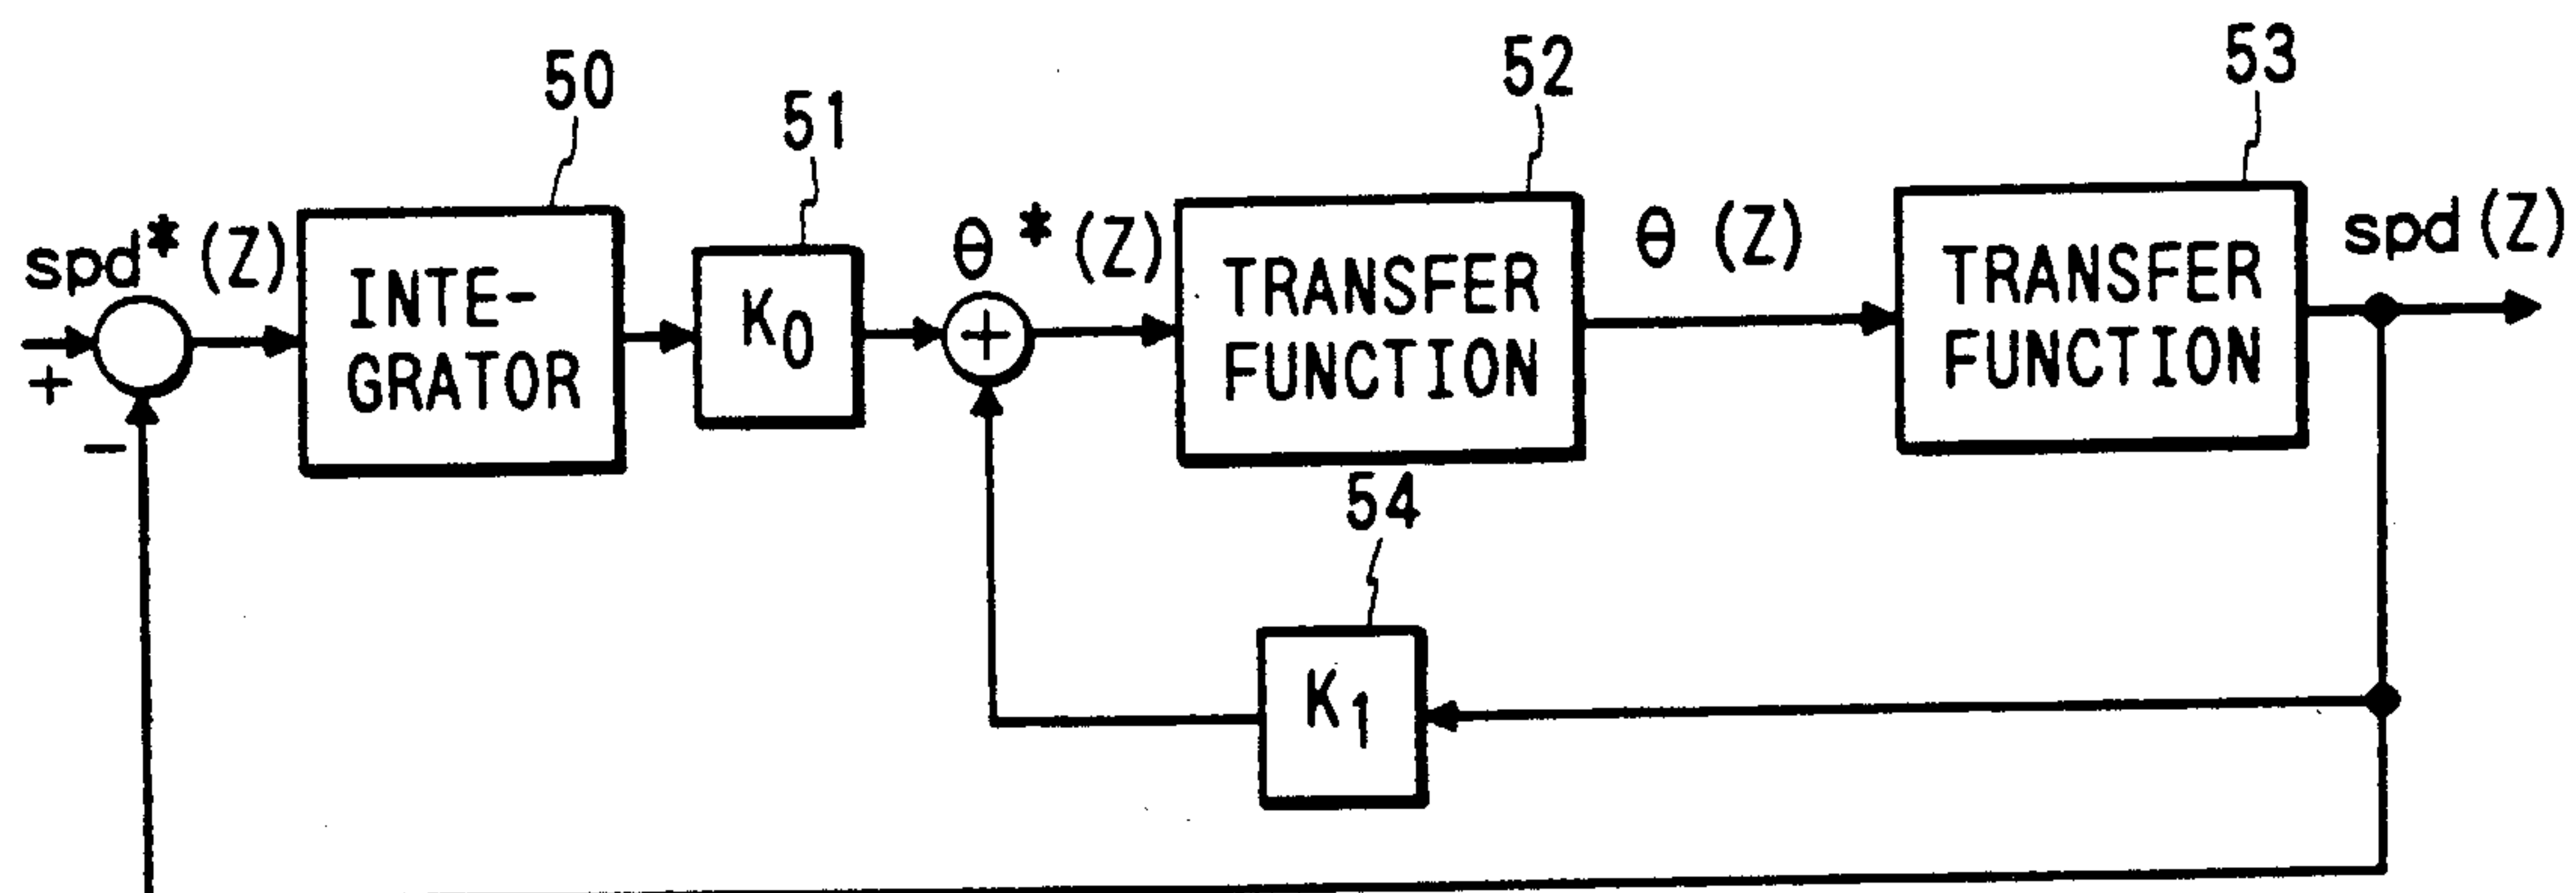 50
51
52
53
spd*(Z)
INTE-
GRATOR
K0
θ*(Z)
+
TRANSFER
FUNCTION
θ (Z)
TRANSFER
FUNCTION
spd (Z)
+
-
54
K1